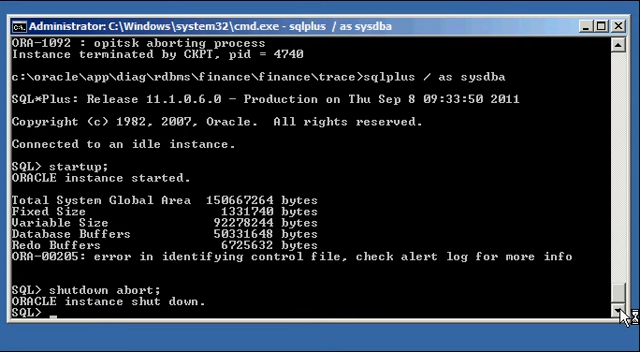 Administrator: C:\Windows\system32\cmd.exe - sqlplus / as sysdba
ORA-1092 : opitsk aborting process
Instance terminated by CKPT, pid = 4740
c:\oracle\app\diag\rdbms\finance\finance\trace>sqlplus / as sysdba
SQL*Plus: Release 11.1.0.6.0 - Production on Thu Sep 8 09:33:50 2011
Copyright (c) 1982, 2007, Oracle.  All rights reserved.
Connected to an idle instance.
SQL> startup;
ORACLE instance started.
Total System Global Area  150667264 bytes
Fixed Size                  1331740 bytes
Variable Size              92278244 bytes
Database Buffers           50331648 bytes
Redo Buffers                6725632 bytes
ORA-00205: error in identifying control file, check alert log for more info
SQL> shutdown abort;
ORACLE instance shut down.
SQL> _